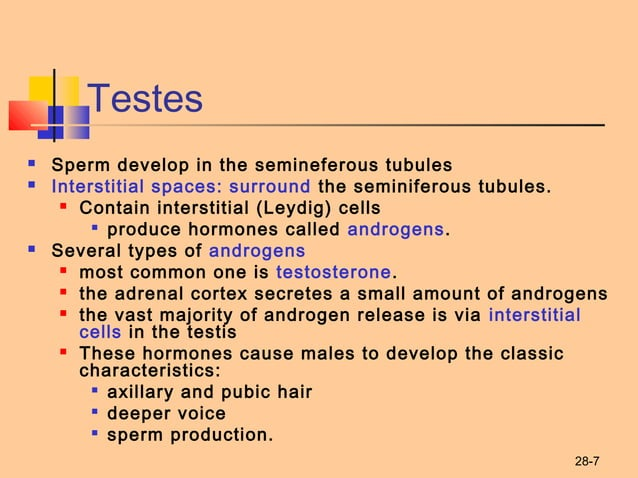 Testes
Sperm develop in the semineferous tubules
Interstitial spaces: surround the seminiferous tubules.
Contain interstitial (Leydig) cells
produce hormones called androgens.
Several types of androgens
most common one is testosterone.
the adrenal cortex secretes a small amount of androgens
the vast majority of androgen release is via interstitial
cells in the testis
These hormones cause males to develop the classic
characteristics:
axillary and pubic hair
deeper voice
sperm production.
28-7